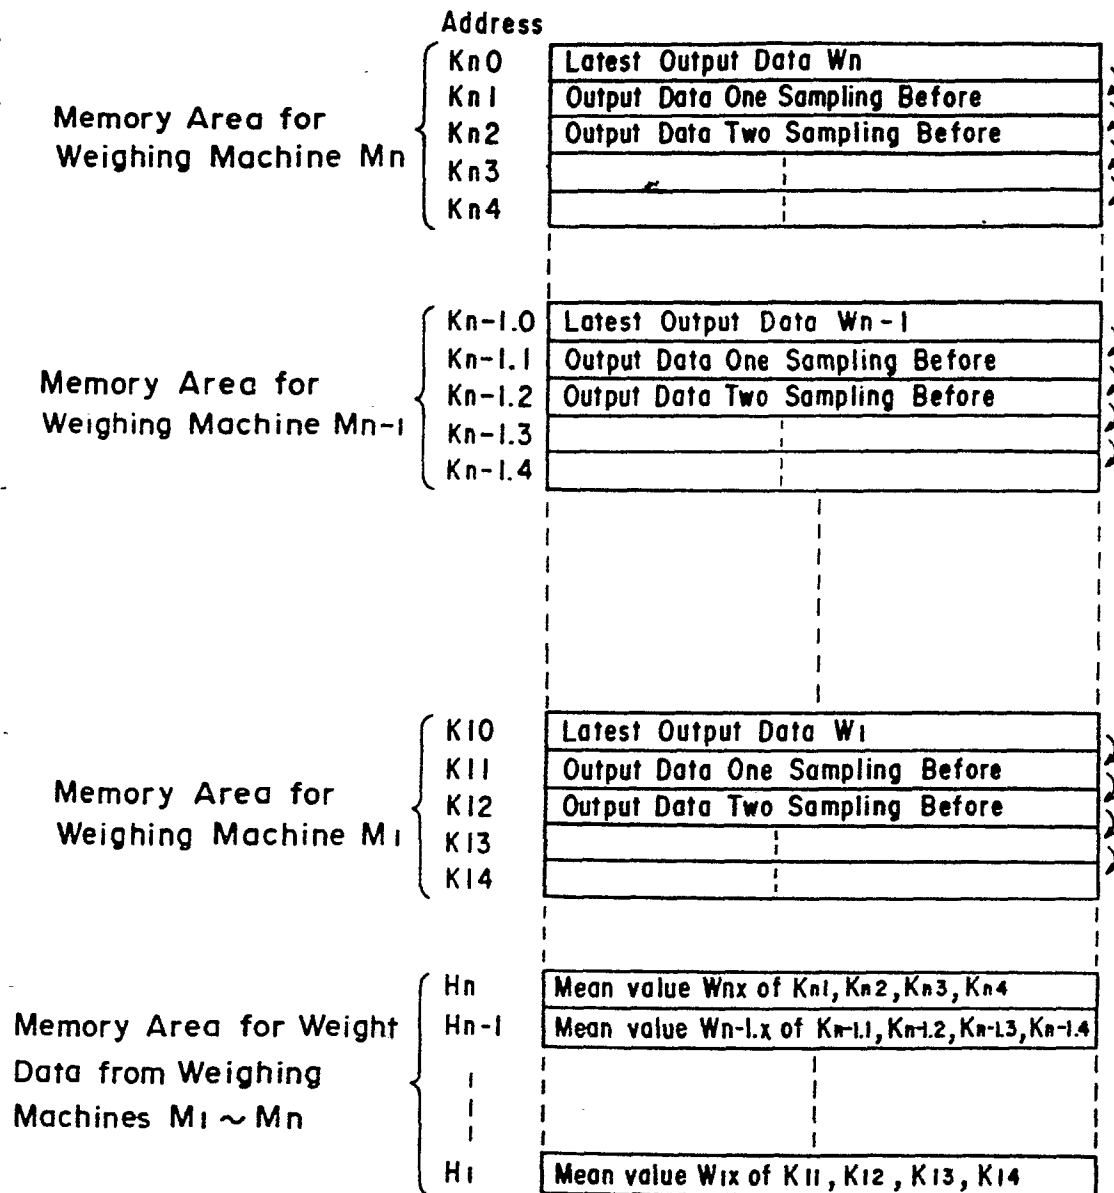 Address
Memory Area for
Weighing Machine Mn
Kn0 Latest Output Data Wn
Kn1 Output Data One Sampling Before
Kn2 Output Data Two Sampling Before
Kn3
Kn4
Memory Area for
Weighing Machine Mn-1
Kn-1.0 Latest Output Data Wn-1
Kn-1.1 Output Data One Sampling Before
Kn-1.2 Output Data Two Sampling Before
Kn-1.3
Kn-1.4
Memory Area for
Weighing Machine M1
K10 Latest Output Data W1
K11 Output Data One Sampling Before
K12 Output Data Two Sampling Before
K13
K14
Memory Area for Weight
Data from Weighing
Machines M1 ~ Mn
Hn Mean value Wnx of Kn1, Kn2, Kn3, Kn4
Hn-1 Mean value Wn-1.x of Kn-1.1, Kn-1.2, Kn-1.3, Kn-1.4
H1 Mean value W1x of K11, K12, K13, K14